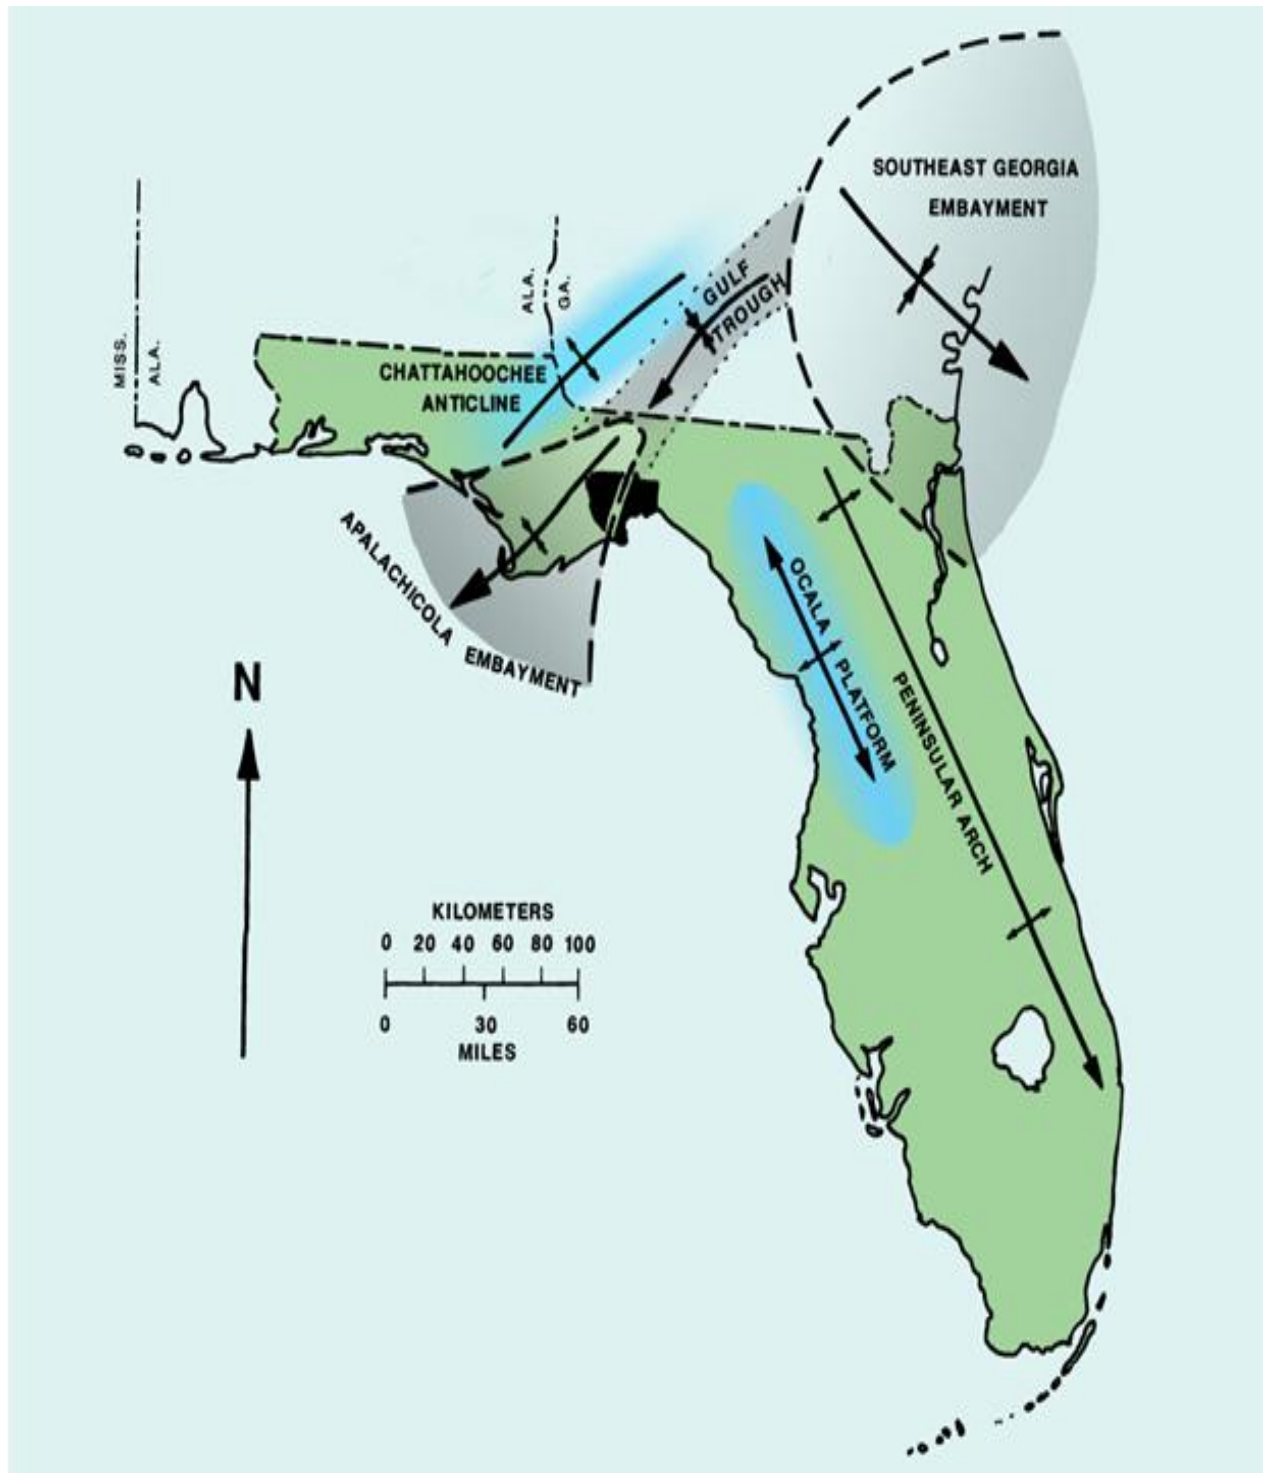 SOUTHEAST GEORGIA
EMBAYMENT
GULF
TROUGH
ALA.
GA.
MISS.
ALA.
CHATTAHOOCHEE
ANTICLINE
APALACHICOLA EMBAYMENT
OCALA PLATFORM
PENINSULAR ARCH
N
KILOMETERS
0 20 40 60 80 100
0 30 60
MILES